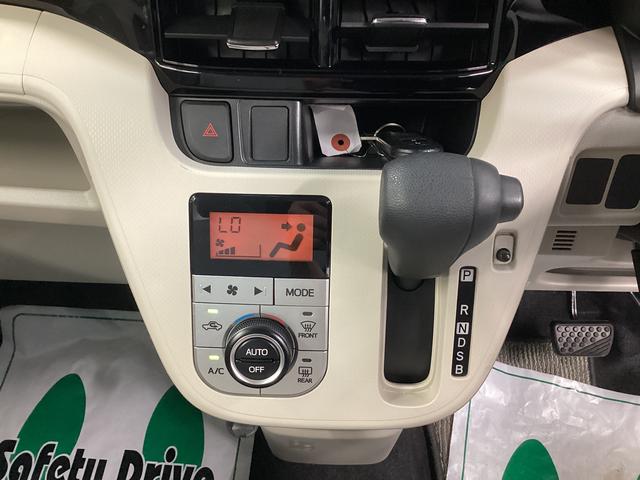 LO
MODE
FRONT
AUTO
OFF
A/C
REAR
P
R
N
D
S
B
Safety Drive